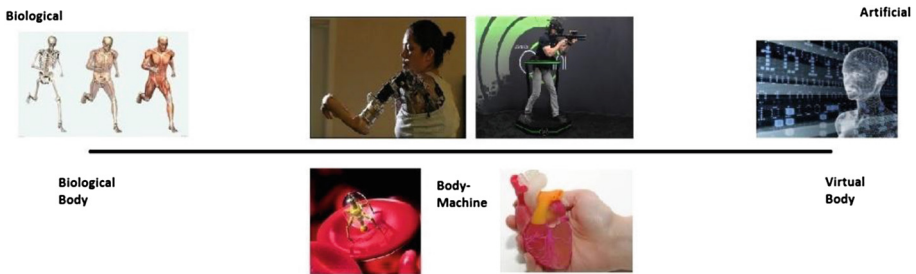 Biological
Artificial
Biological
Body
Body-
Machine
Virtual
Body